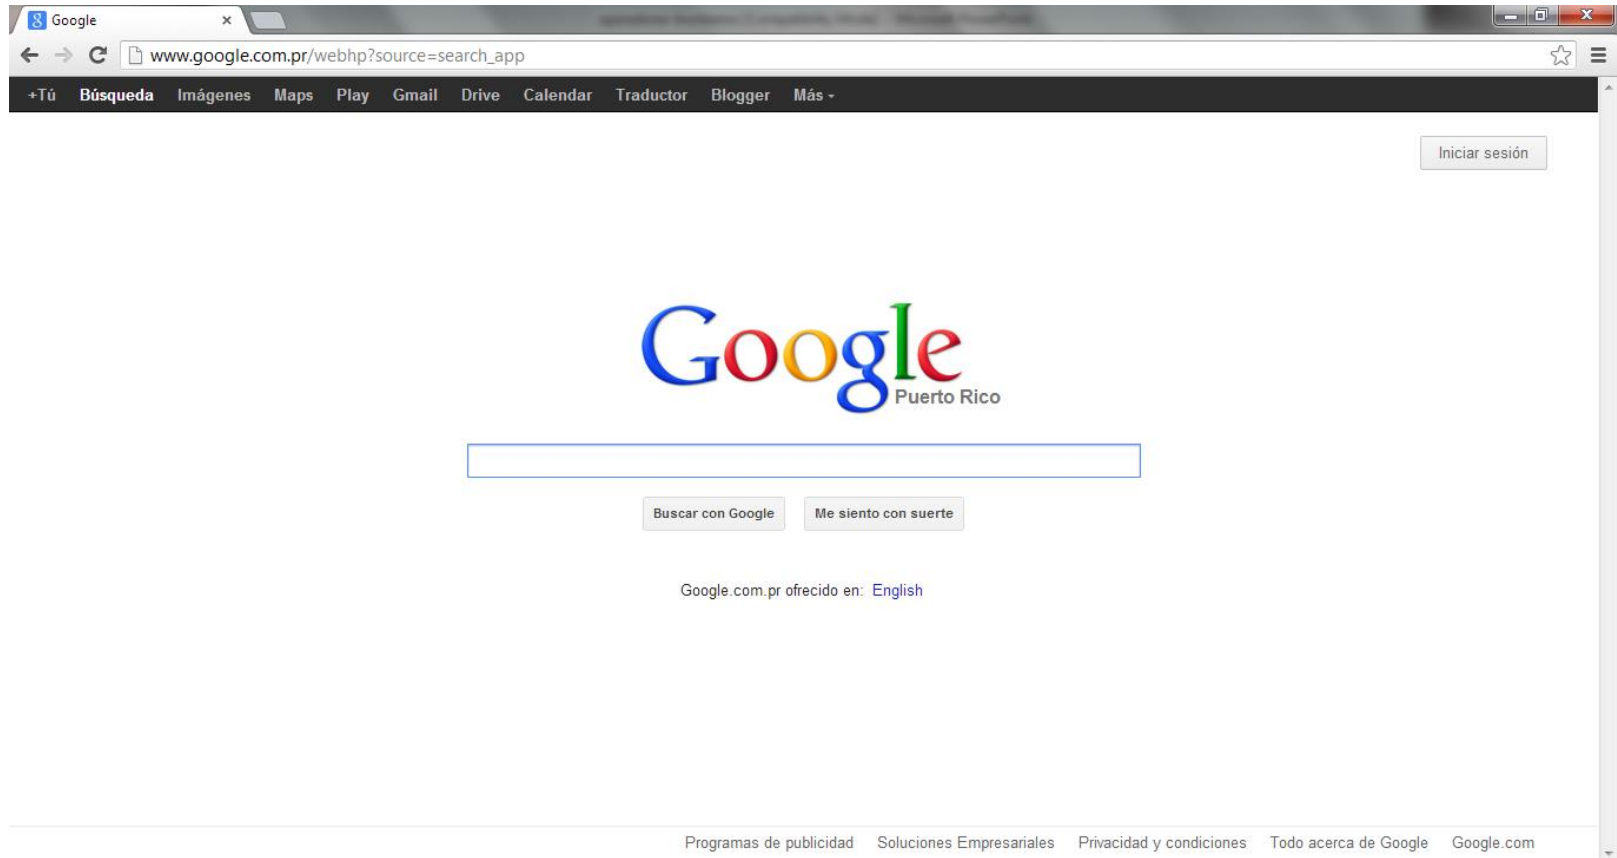 Google
www.google.com.pr/webhp?source=search_app
+Tú Búsqueda Imágenes Maps Play Gmail Drive Calendar Traductor Blogger Más
Iniciar sesión
Google
Puerto Rico
Buscar con Google Me siento con suerte
Google.com.pr ofrecido en: English
Programas de publicidad Soluciones Empresariales Privacidad y condiciones Todo acerca de Google Google.com